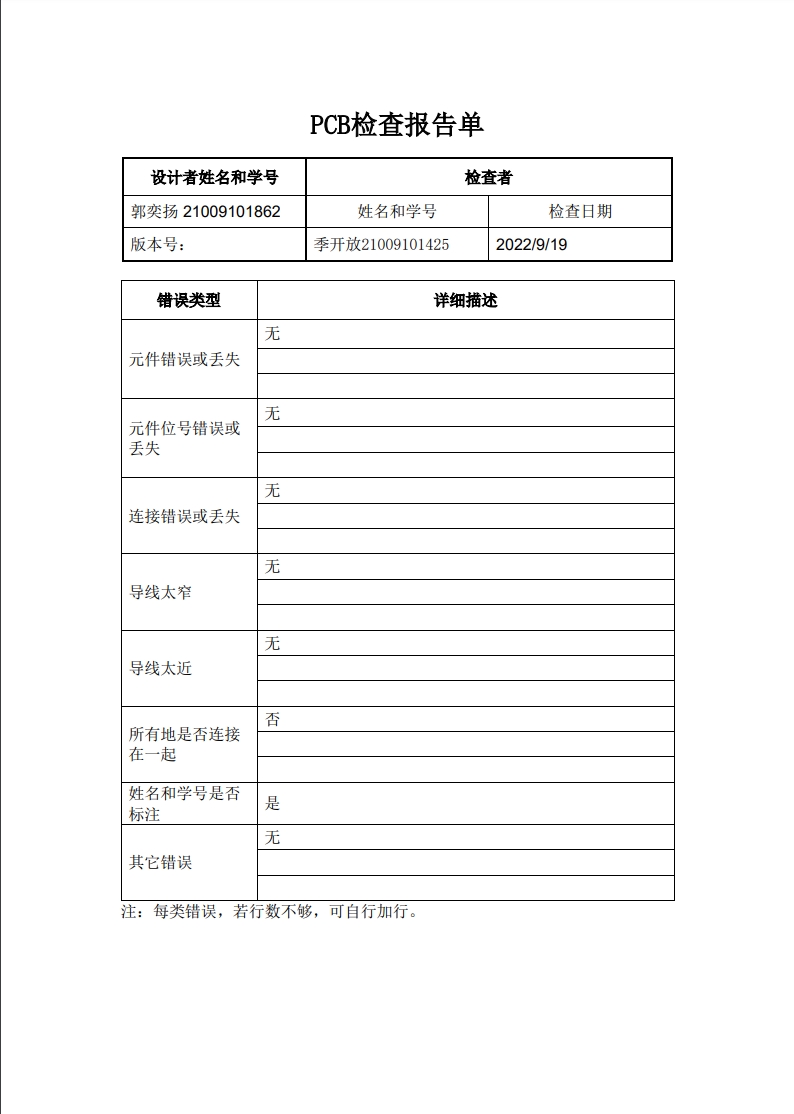 PCB检查报告单
设计者姓名和学号 检查者
郭奕扬 21009101862 姓名和学号 检查日期
版本号: 季开放21009101425 2022/9/19
错误类型 详细描述
元件错误或丢失 无
元件位号错误或
丢失
无
连接错误或丢失 无
导线太窄 无
导线太近 无
所有地是否连接
在一起
否
姓名和学号是否
标注
是
其它错误 无
注：每类错误，若行数不够，可自行加行。